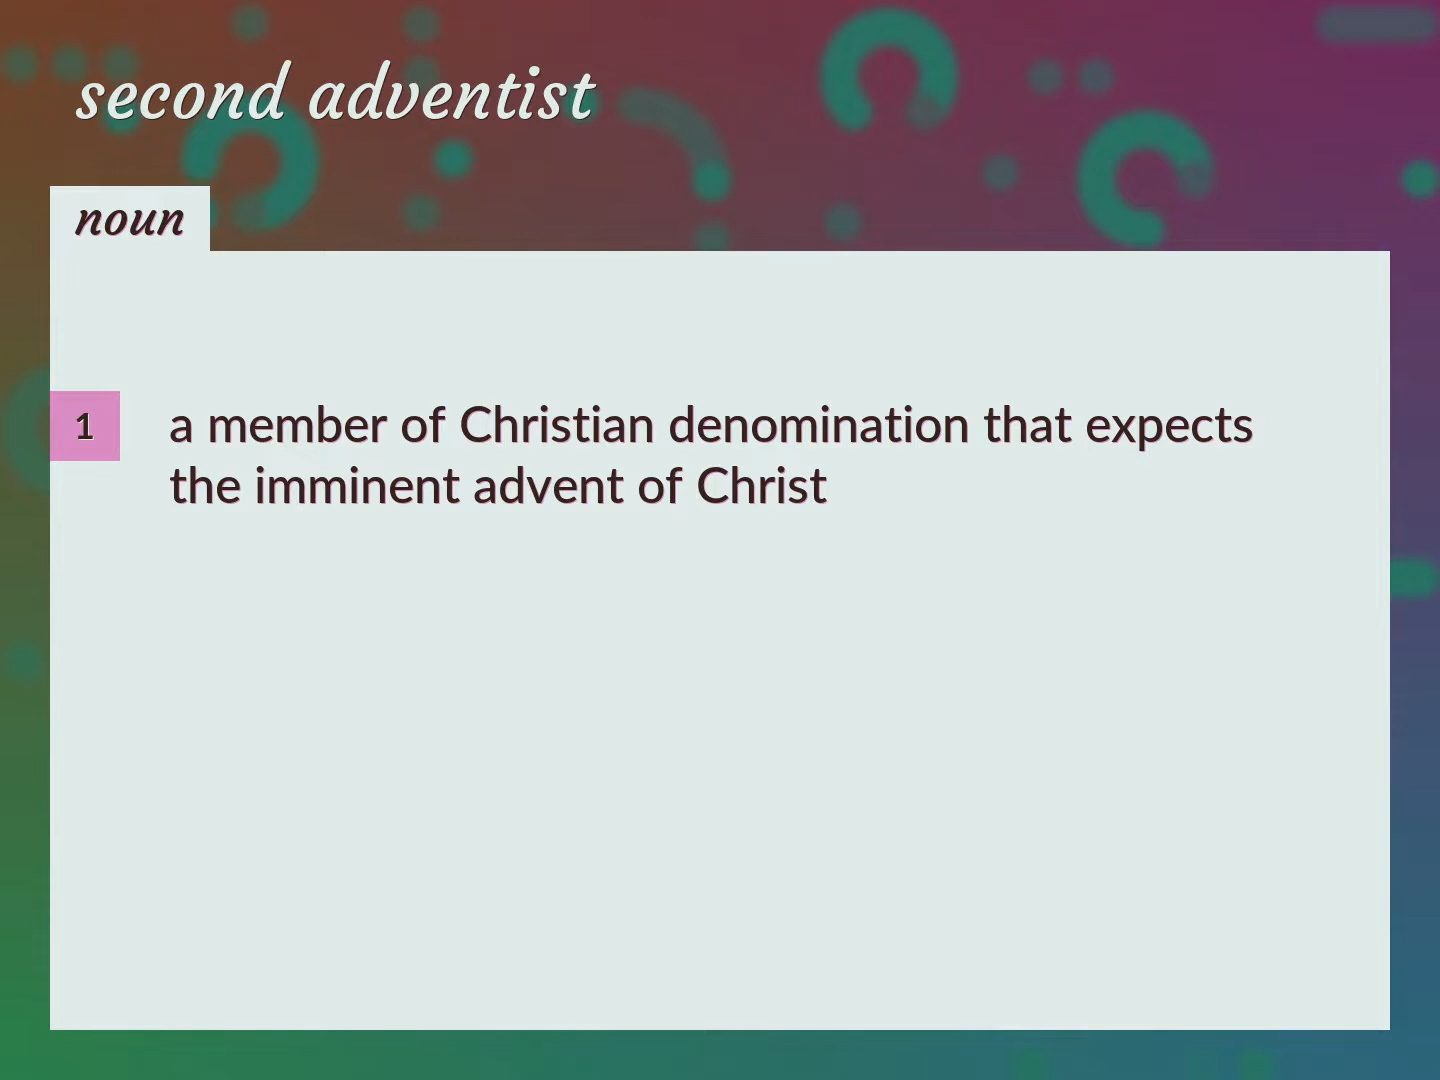 second adventist
noun
1
a member of Christian denomination that expects
the imminent advent of Christ